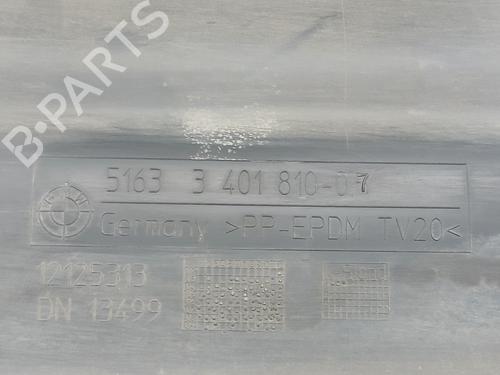 B-PARTS
5163 3 401 810-07
Germany >PP-EPDM TV20<
12125313
DN 13499